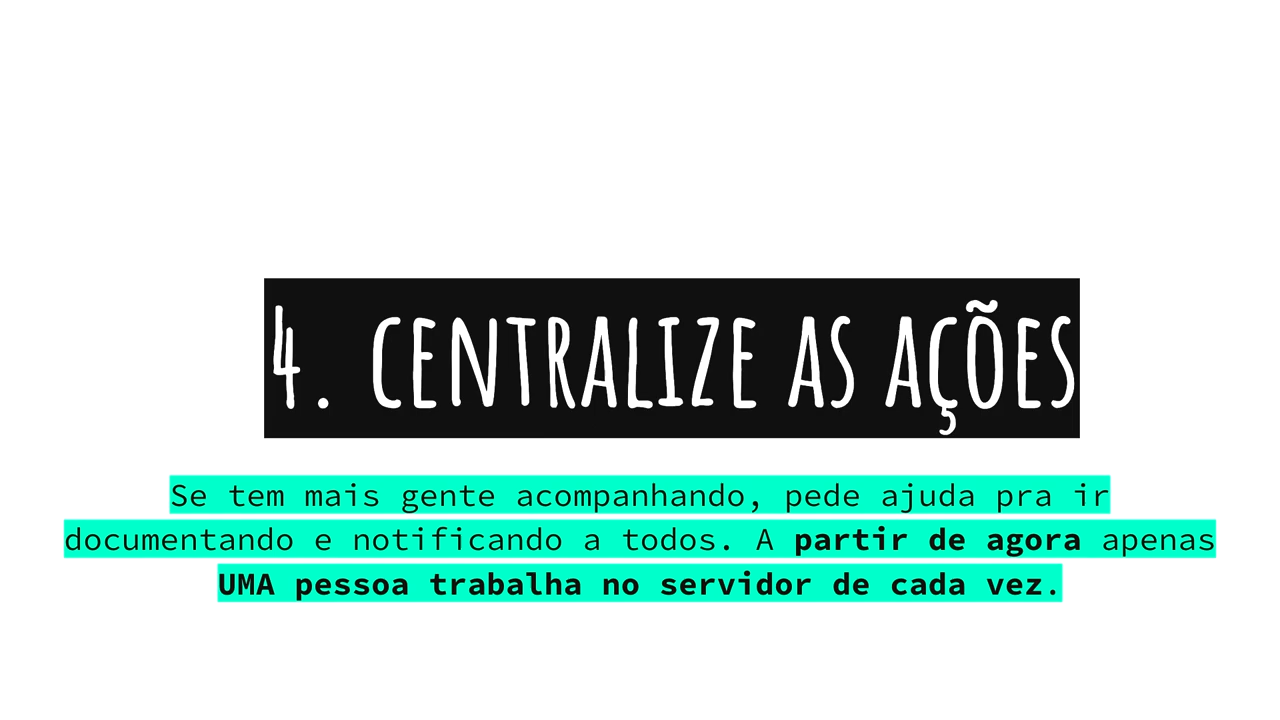 4. CENTRALIZE AS AÇÕES
Se tem mais gente acompanhando, pede ajuda pra ir
documentando e notificando a todos. A partir de agora apenas
UMA pessoa trabalha no servidor de cada vez.